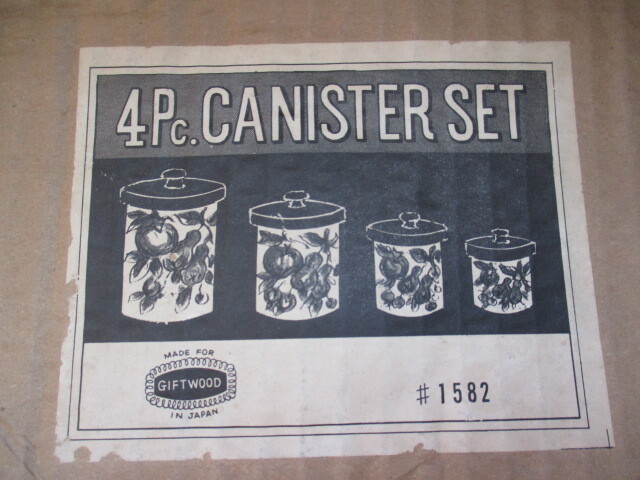 4Pc. CANISTER SET
MADE FOR
GIFTWOOD
IN JAPAN
#1582